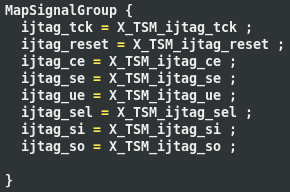 MapSignalGroup {
  ijtag_tck = X_TSM_ijtag_tck ;
  ijtag_reset = X_TSM_ijtag_reset ;
  ijtag_ce = X_TSM_ijtag_ce ;
  ijtag_se = X_TSM_ijtag_se ;
  ijtag_ue = X_TSM_ijtag_ue ;
  ijtag_sel = X_TSM_ijtag_sel ;
  ijtag_si = X_TSM_ijtag_si ;
  ijtag_so = X_TSM_ijtag_so ;

}